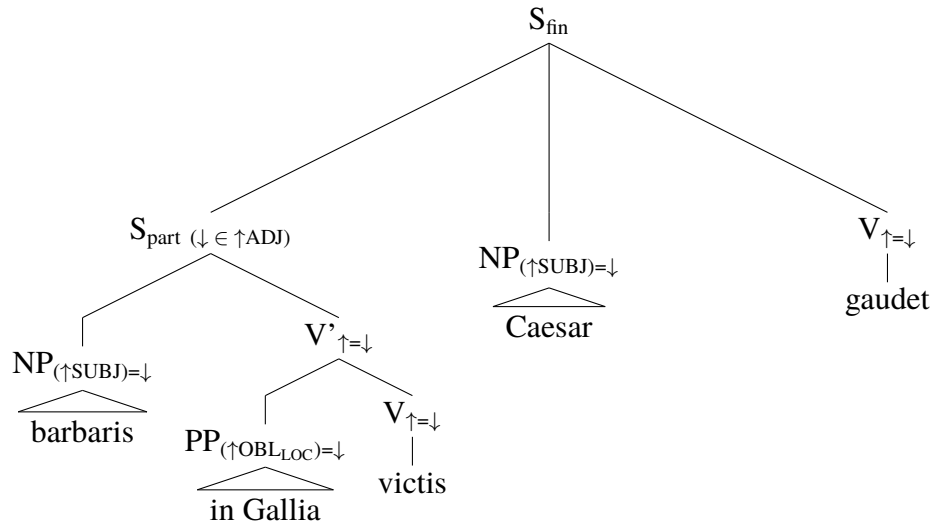 S_fin
S_part (↓ ∈ ↑ADJ)
NP_(↑SUBJ)=↓
V_↑=↓
Caesar
gaudet
NP_(↑SUBJ)=↓
V’_↑=↓
barbaris
PP_(↑OBL_LOC)=↓
V_↑=↓
in Gallia
victis